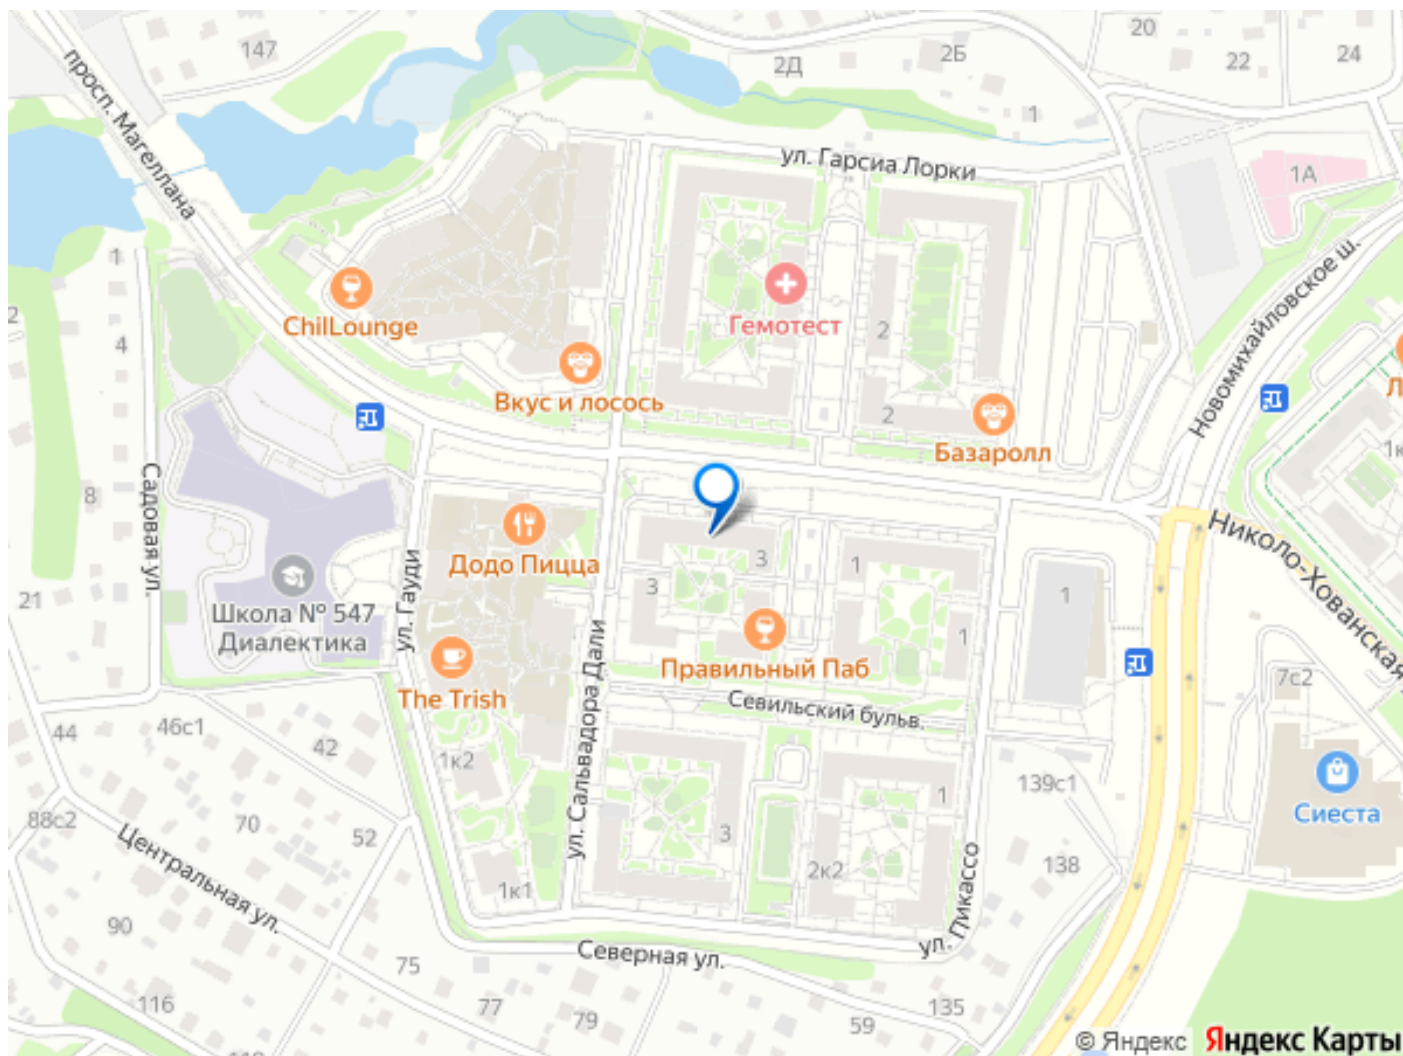 147
2Д
2Б
20
22
24
1
просп. Магеллана
ул. Гарсиа Лорки
1А
1
2
4
ChilLounge
Гемотест
2
Новомихайловское ш.
Вкус и лосось
2
Базаролл
1к
8
Садовая ул.
Николо-Хованская
Додо Пицца
3
3
1
1
1
21
Школа № 547
Диалектика
ул. Гауди
ул. Сальвадора Дали
Правильный Паб
The Trish
Севильский бульв.
7с2
44
46с1
42
1к2
139с1
Сиеста
88с2
70
52
3
1
2к2
138
Центральная ул.
1к1
ул. Пикассо
90
Северная ул.
75
116
77
79
59
135
© Яндекс Яндекс Карты